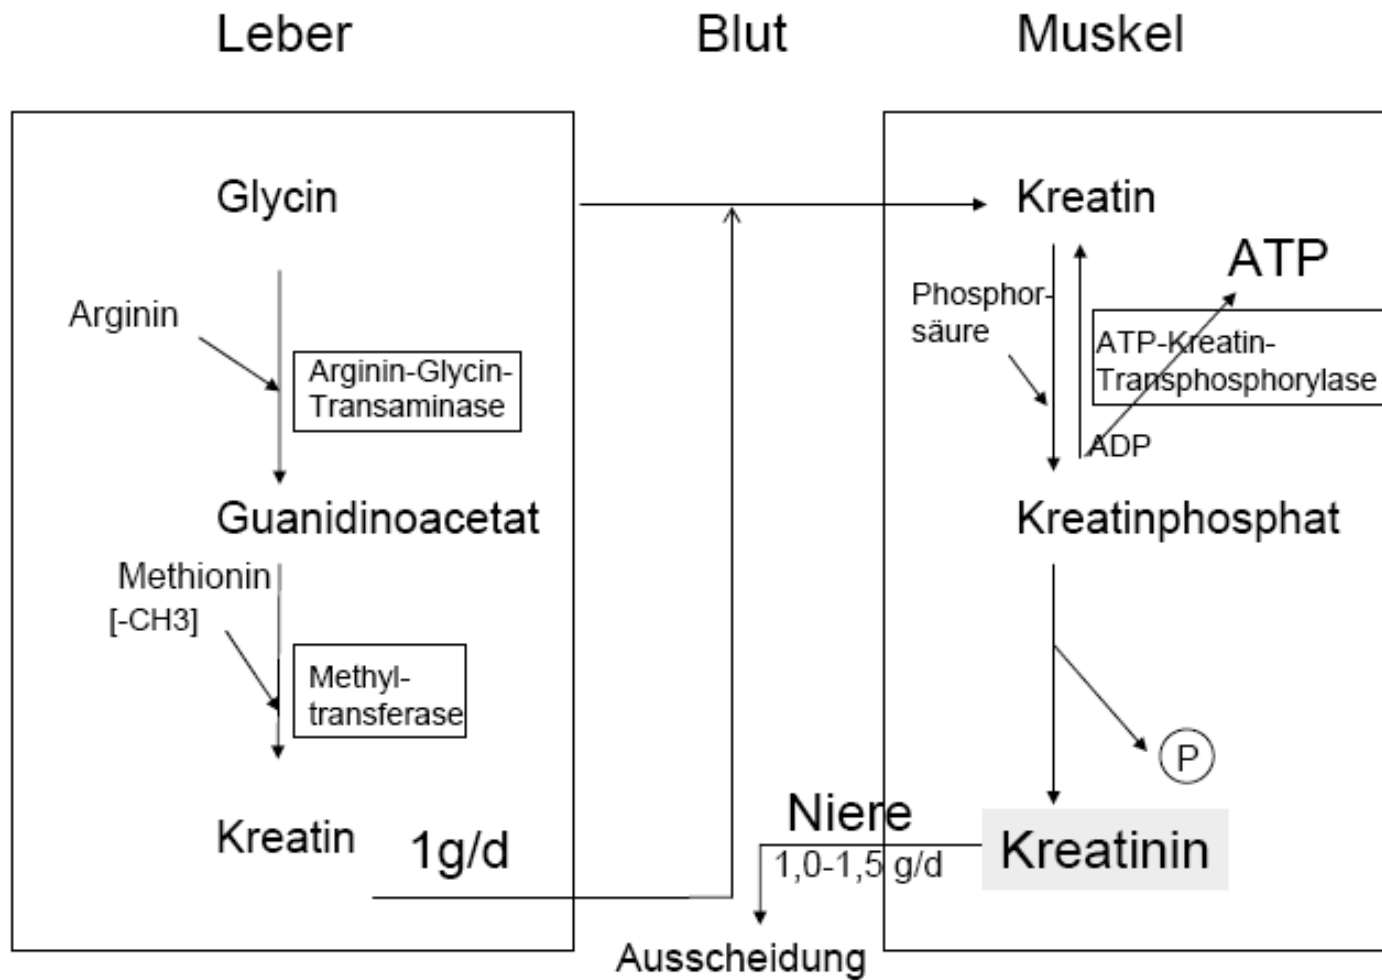 Leber
Blut
Muskel
Glycin
Arginin
Arginin-Glycin-
Transaminase
Guanidinoacetat
Methionin
[-CH3]
Methyl-
transferase
Kreatin
1g/d
Kreatin
ATP
Phosphor-
säure
ATP-Kreatin-
Transphosphorylase
ADP
Kreatinphosphat
P
Niere
1,0-1,5 g/d
Kreatinin
Ausscheidung